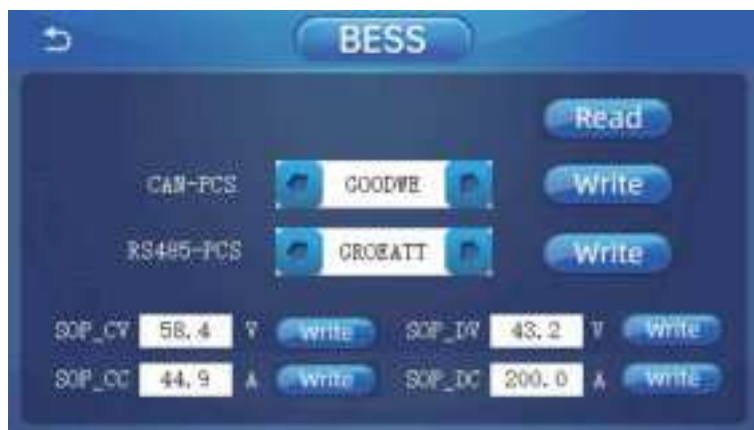 BESS
Read
CAN-PCS GOODWE Write
RS485-PCS GROEATT Write
SOP_CV 58.4 V Write SOP_DV 43.2 V Write
SOP_CC 44.9 A Write SOP_DC 200.0 A Write